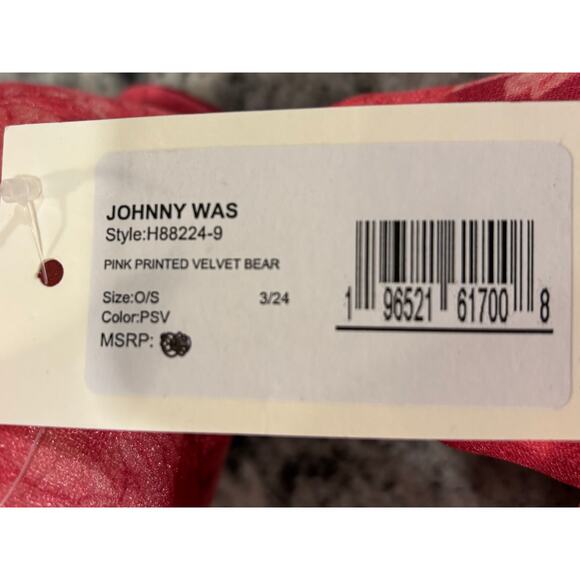 JOHNNY WAS
Style:H88224-9
PINK PRINTED VELVET BEAR
Size:O/S 3/24
Color:PSV
MSRP:
1 96521 61700 8